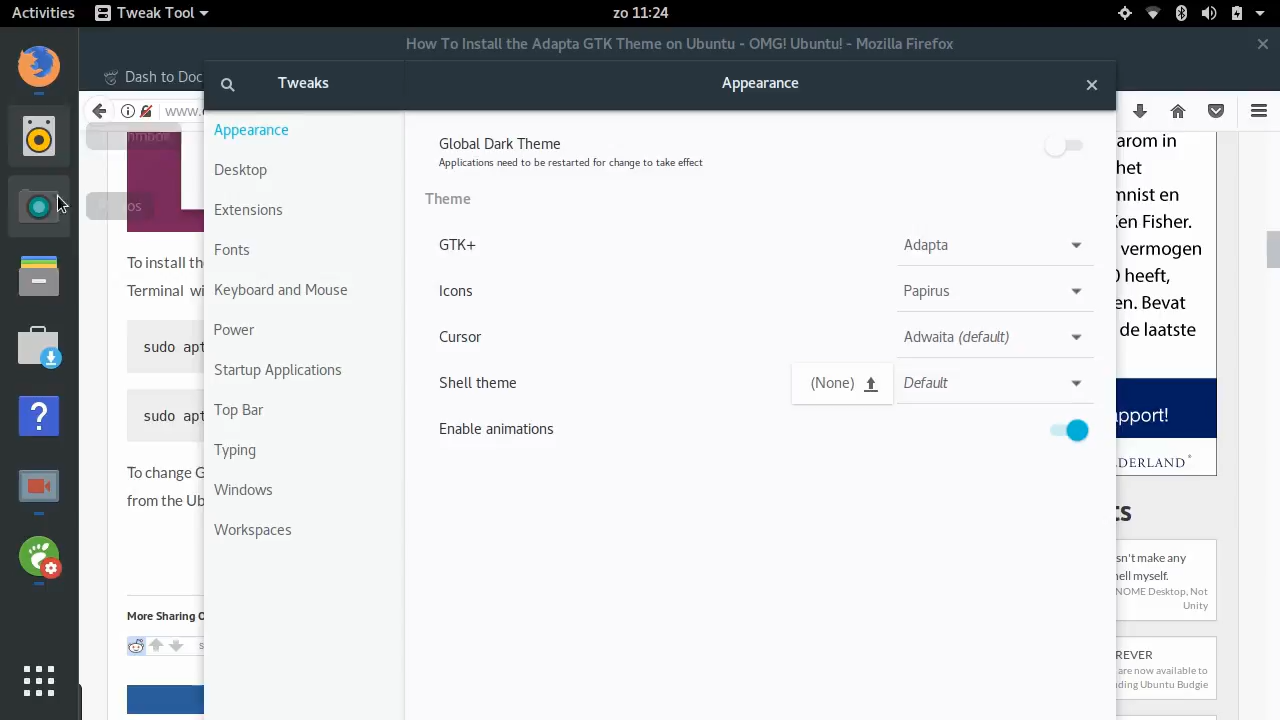 Activities Tweak Tool zo 11:24
How To Install the Adapta GTK Theme on Ubuntu - OMG! Ubuntu! - Mozilla Firefox
Dash to Doc
Tweaks Appearance
www.
Appearance
Desktop
Extensions
Fonts
Keyboard and Mouse
Power
Startup Applications
Top Bar
Typing
Windows
Workspaces
Global Dark Theme
Applications need to be restarted for change to take effect
Theme
GTK+ Adapta
Icons Papirus
Cursor Adwaita (default)
Shell theme (None) Default
Enable animations
To install th
Terminal wi
sudo apt
sudo apt
To change G
from the Ub
More Sharing O
arom in
het
mnist en
Ken Fisher.
vermogen
0 heeft,
en. Bevat
de laatste
pport!
DERLAND
ts
sn't make any
hell myself.
NOME Desktop, Not
Unity
REVER
are now available to
ding Ubuntu Budgie